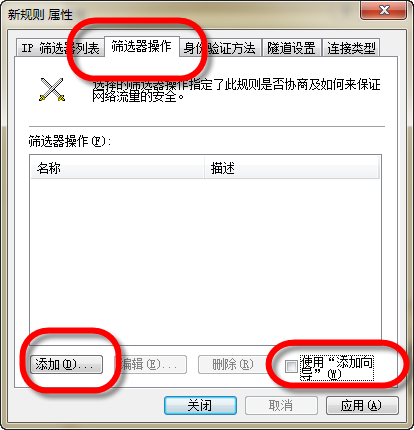 新规则 属性
IP 筛选器列表 筛选器操作 身份验证方法 隧道设置 连接类型
选择的筛选器操作指定了此规则是否协商及如何来保证
网络流量的安全。
筛选器操作(F):
名称 描述
添加(D)... 编辑(E)... 删除(R) 使用“添加向
导”(W)
关闭 取消 应用(A)